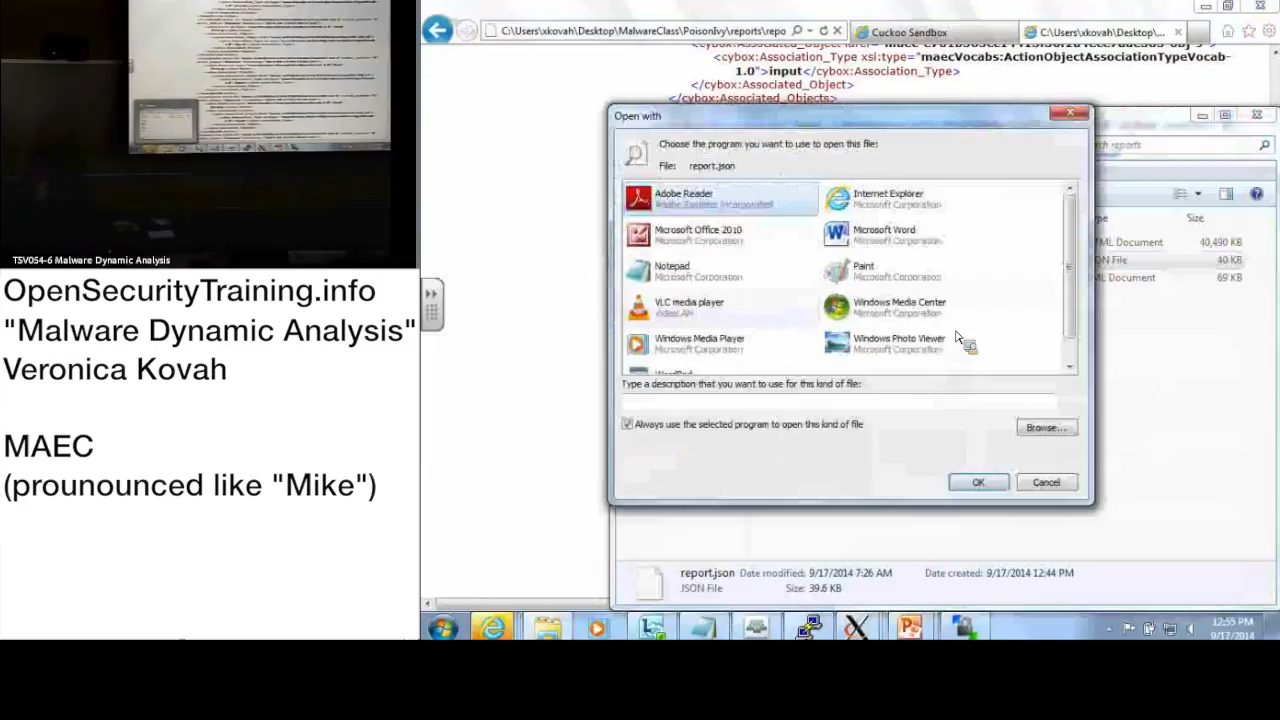 TSV054-6 Malware Dynamic Analysis
OpenSecurityTraining.info
"Malware Dynamic Analysis"
Veronica Kovah
MAEC
(prounounced like "Mike")
C:\Users\xkovah\Desktop\MalwareClass\PoisonIvy\reports\repo
Cuckoo Sandbox
C:\Users\xkovah\Desktop\...
<cybox:Association_Type xsi:type="maecVocabs:ActionObjectAssociationTypeVocab-
1.0">input</cybox:Association_Type>
</cybox:Associated_Object>
</cybox:Associated_Objects>
Open with
Choose the program you want to use to open this file:
File: report.json
Adobe Reader
Adobe Systems Incorporated
Internet Explorer
Microsoft Corporation
Microsoft Office 2010
Microsoft Corporation
Microsoft Word
Microsoft Corporation
Notepad
Microsoft Corporation
Paint
Microsoft Corporation
VLC media player
VideoLAN
Windows Media Center
Microsoft Corporation
Windows Media Player
Microsoft Corporation
Windows Photo Viewer
Microsoft Corporation
WordPad
Type a description that you want to use for this kind of file:
Always use the selected program to open this kind of file
Browse...
OK
Cancel
reports
Size
ML Document 40,490 KB
ON File 40 KB
ML Document 69 KB
report.json Date modified: 9/17/2014 7:26 AM Date created: 9/17/2014 12:44 PM
JSON File Size: 39.6 KB
12:55 PM
9/17/2014